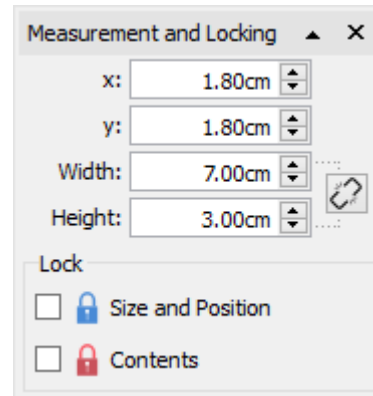 Measurement and Locking
x: 1.80cm
y: 1.80cm
Width: 7.00cm
Height: 3.00cm
Lock
Size and Position
Contents